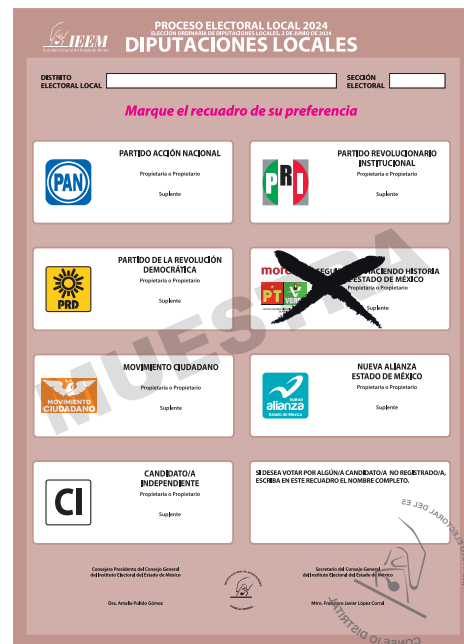 IEEM
PROCESO ELECTORAL LOCAL 2024
ELECCIÓN ORDINARIA DE DIPUTACIONES LOCALES, 2 DE JUNIO DE 2024
DIPUTACIONES LOCALES
DISTRITO
ELECTORAL LOCAL
SECCIÓN
ELECTORAL
Marque el recuadro de su preferencia
PAN
PARTIDO ACCIÓN NACIONAL
Propietaria o Propietario
Suplente
PRI
PARTIDO REVOLUCIONARIO
INSTITUCIONAL
Propietaria o Propietario
Suplente
PRD
PARTIDO DE LA REVOLUCIÓN
DEMOCRÁTICA
Propietaria o Propietario
Suplente
PT
HACIENDO HISTORIA
ESTADO DE MÉXICO
Propietario
Suplente
MOVIMIENTO
CIUDADANO
MOVIMIENTO CIUDADANO
Propietaria o Propietario
Suplente
nueva
alianza
Estado de México
NUEVA ALIANZA
ESTADO DE MÉXICO
Propietaria o Propietario
Suplente
CI
CANDIDATO/A
INDEPENDIENTE
Propietaria o Propietario
Suplente
SI DESEA VOTAR POR ALGÚN/A CANDIDATO/A NO REGISTRADO/A,
ESCRIBA EN ESTE RECUADRO EL NOMBRE COMPLETO.
MUESTRA
Consejera Presidenta del Consejo General
del Instituto Electoral del Estado de México
Dra. Amalia Pulido Gómez
Secretario del Consejo General
del Instituto Electoral del Estado de México
Mtro. Francisco Javier López Corral
CONSEJO DISTRITAL